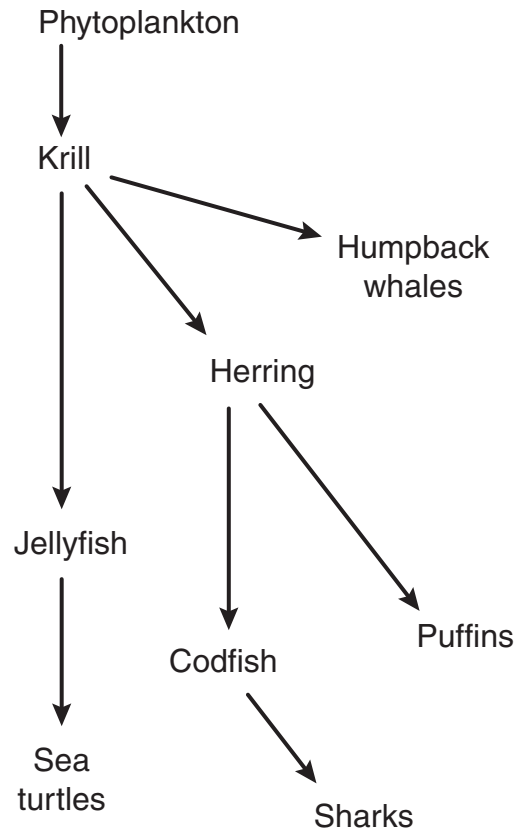 Phytoplankton
Krill
Humpback
whales
Herring
Jellyfish
Puffins
Codfish
Sea
turtles
Sharks